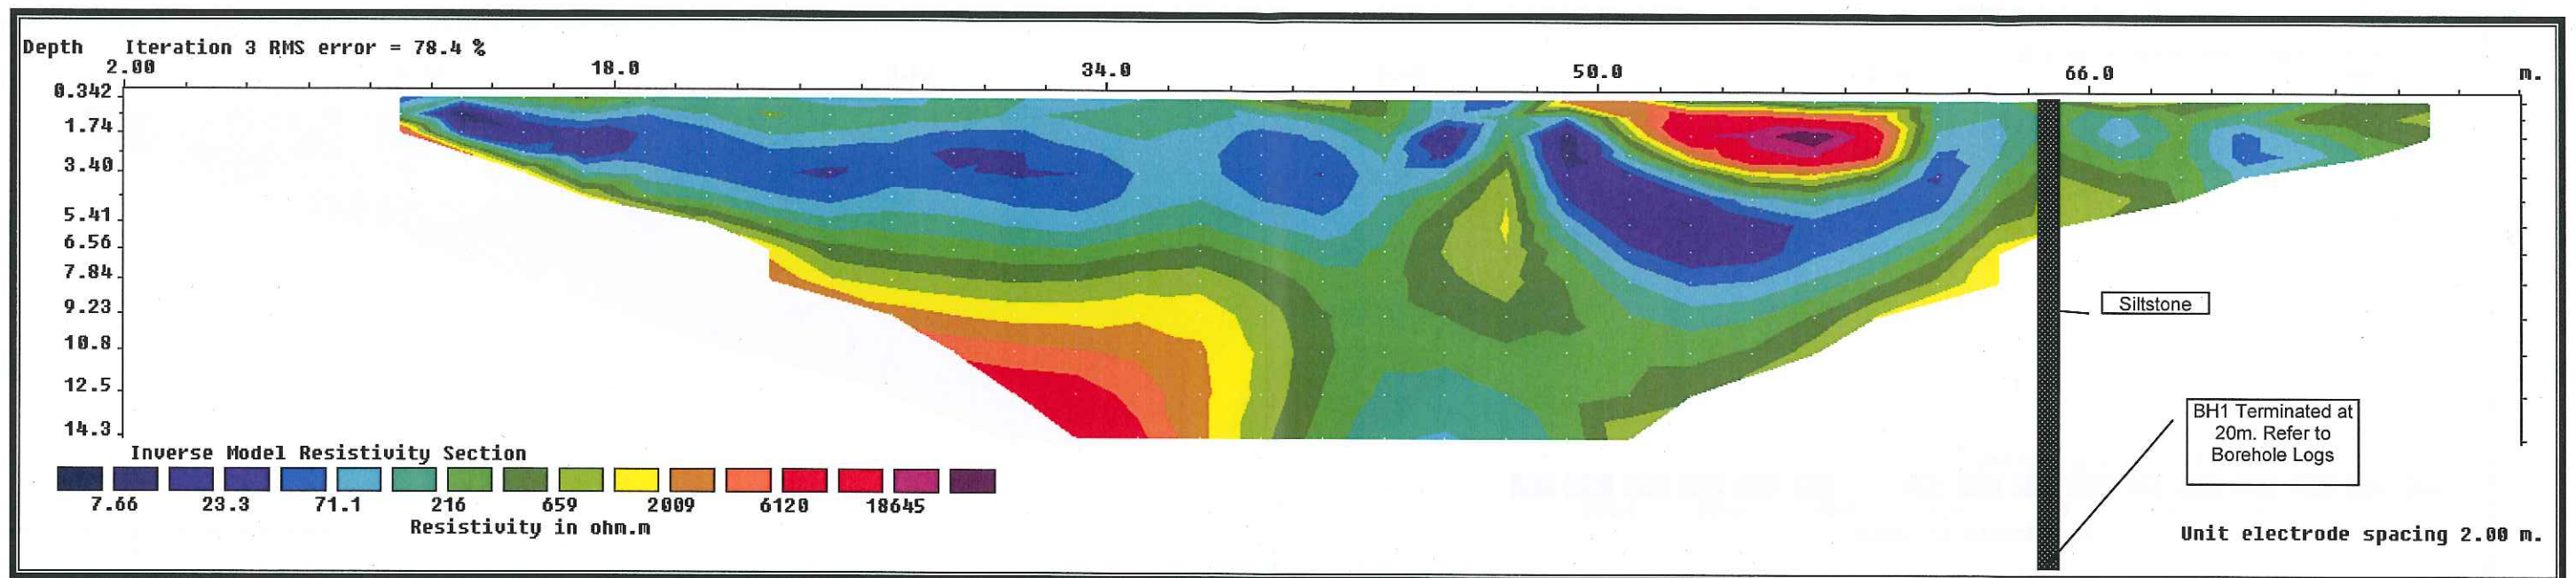 Depth Iteration 3 RMS error = 78.4 %
2.00 18.0 34.0 50.0 66.0 m.
0.342
1.74
3.40
5.41
6.56
7.84
9.23
10.8
12.5
14.3
Siltstone
BH1 Terminated at
20m. Refer to
Borehole Logs
Inverse Model Resistivity Section
7.66 23.3 71.1 216 659 2009 6120 18645
Resistivity in ohm.m
Unit electrode spacing 2.00 m.